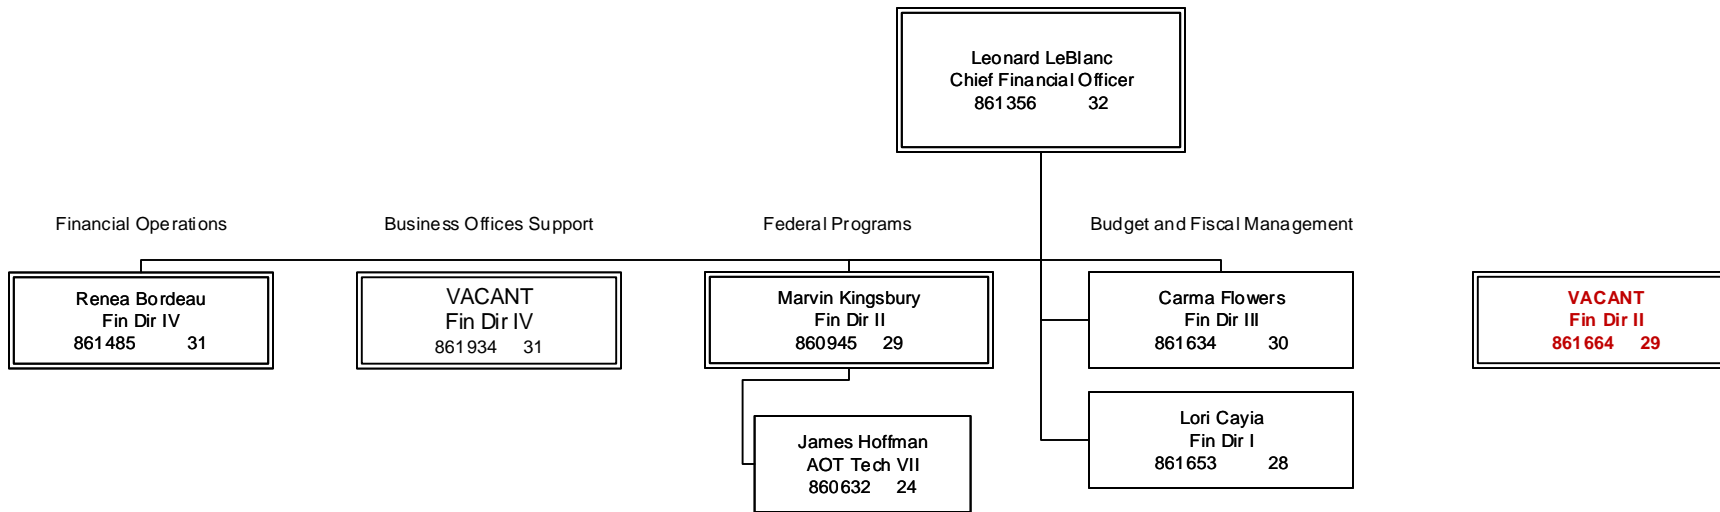 Leonard LeBlanc
Chief Financial Officer
861356 32
Financial Operations
Business Offices Support
Federal Programs
Budget and Fiscal Management
Renea Bordeau
Fin Dir IV
861485 31
VACANT
Fin Dir IV
861934 31
Marvin Kingsbury
Fin Dir II
860945 29
Carma Flowers
Fin Dir III
861634 30
VACANT
Fin Dir II
861664 29
James Hoffman
AOT Tech VII
860632 24
Lori Cayia
Fin Dir I
861653 28